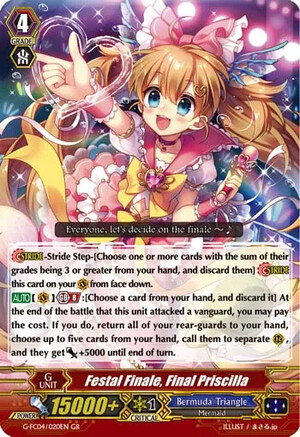 4
GRADE
Everyone, let's decide on the finale ～♪
STRIDE-Stride Step-[Choose one or more cards with the sum of their
grades being 3 or greater from your hand, and discard them] STRIDE
this card on your from face down.
AUTO [ ] GB 8 :[Choose a card from your hand, and discard it] At
the end of the battle that this unit attacked a vanguard, you may pay
the cost. If you do, return all of your rear-guards to your hand,
choose up to five cards from your hand, call them to separate ,
and they get +5000 until end of turn.
G
UNIT
Festal Finale, Final Priscilla
POWER 15000+ 1 CRITICAL
Bermuda Triangle
Mermaid
G-FC04/020EN GR
ILLUST / まさる.jp